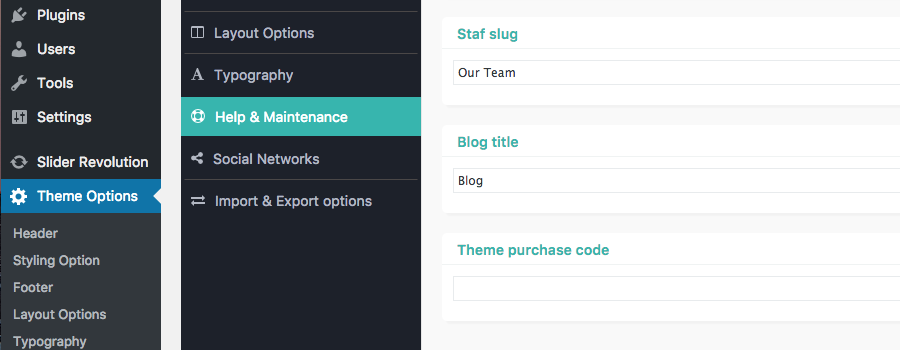 Plugins
Users
Tools
Settings
Slider Revolution
Theme Options
Header
Styling Option
Footer
Layout Options
Typography
Layout Options
Typography
Help & Maintenance
Social Networks
Import & Export options
Staf slug
Our Team
Blog title
Blog
Theme purchase code